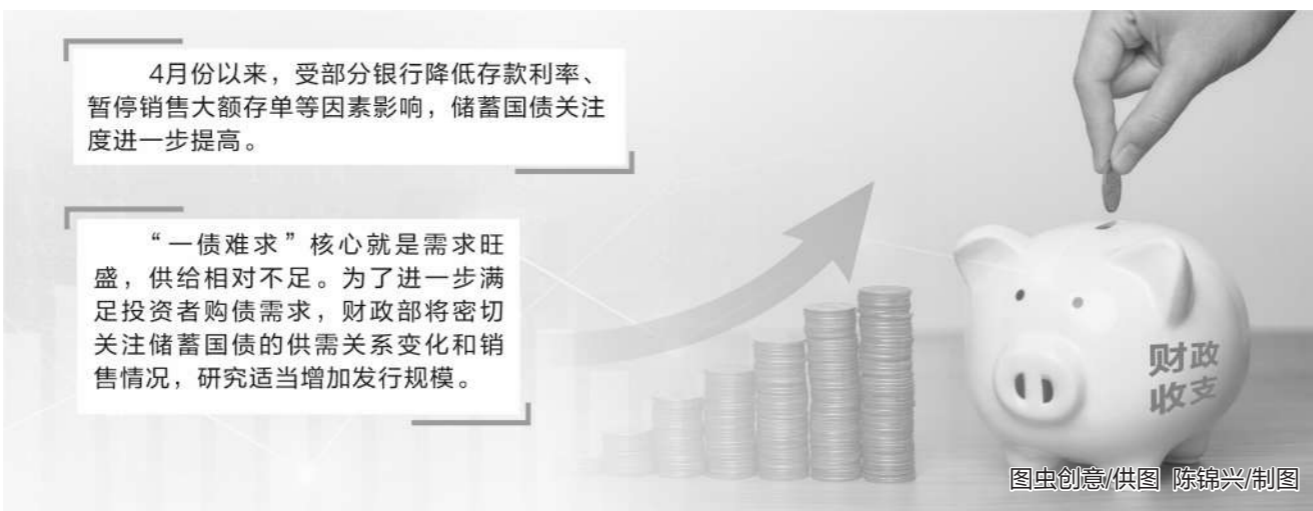 4月份以来，受部分银行降低存款利率、
暂停销售大额存单等因素影响，储蓄国债关注
度进一步提高。
“一债难求”核心就是需求旺
盛，供给相对不足。为了进一步满
足投资者购债需求，财政部将密切
关注储蓄国债的供需关系变化和销
售情况，研究适当增加发行规模。
财政
收支
图虫创意/供图 陈锦兴/制图